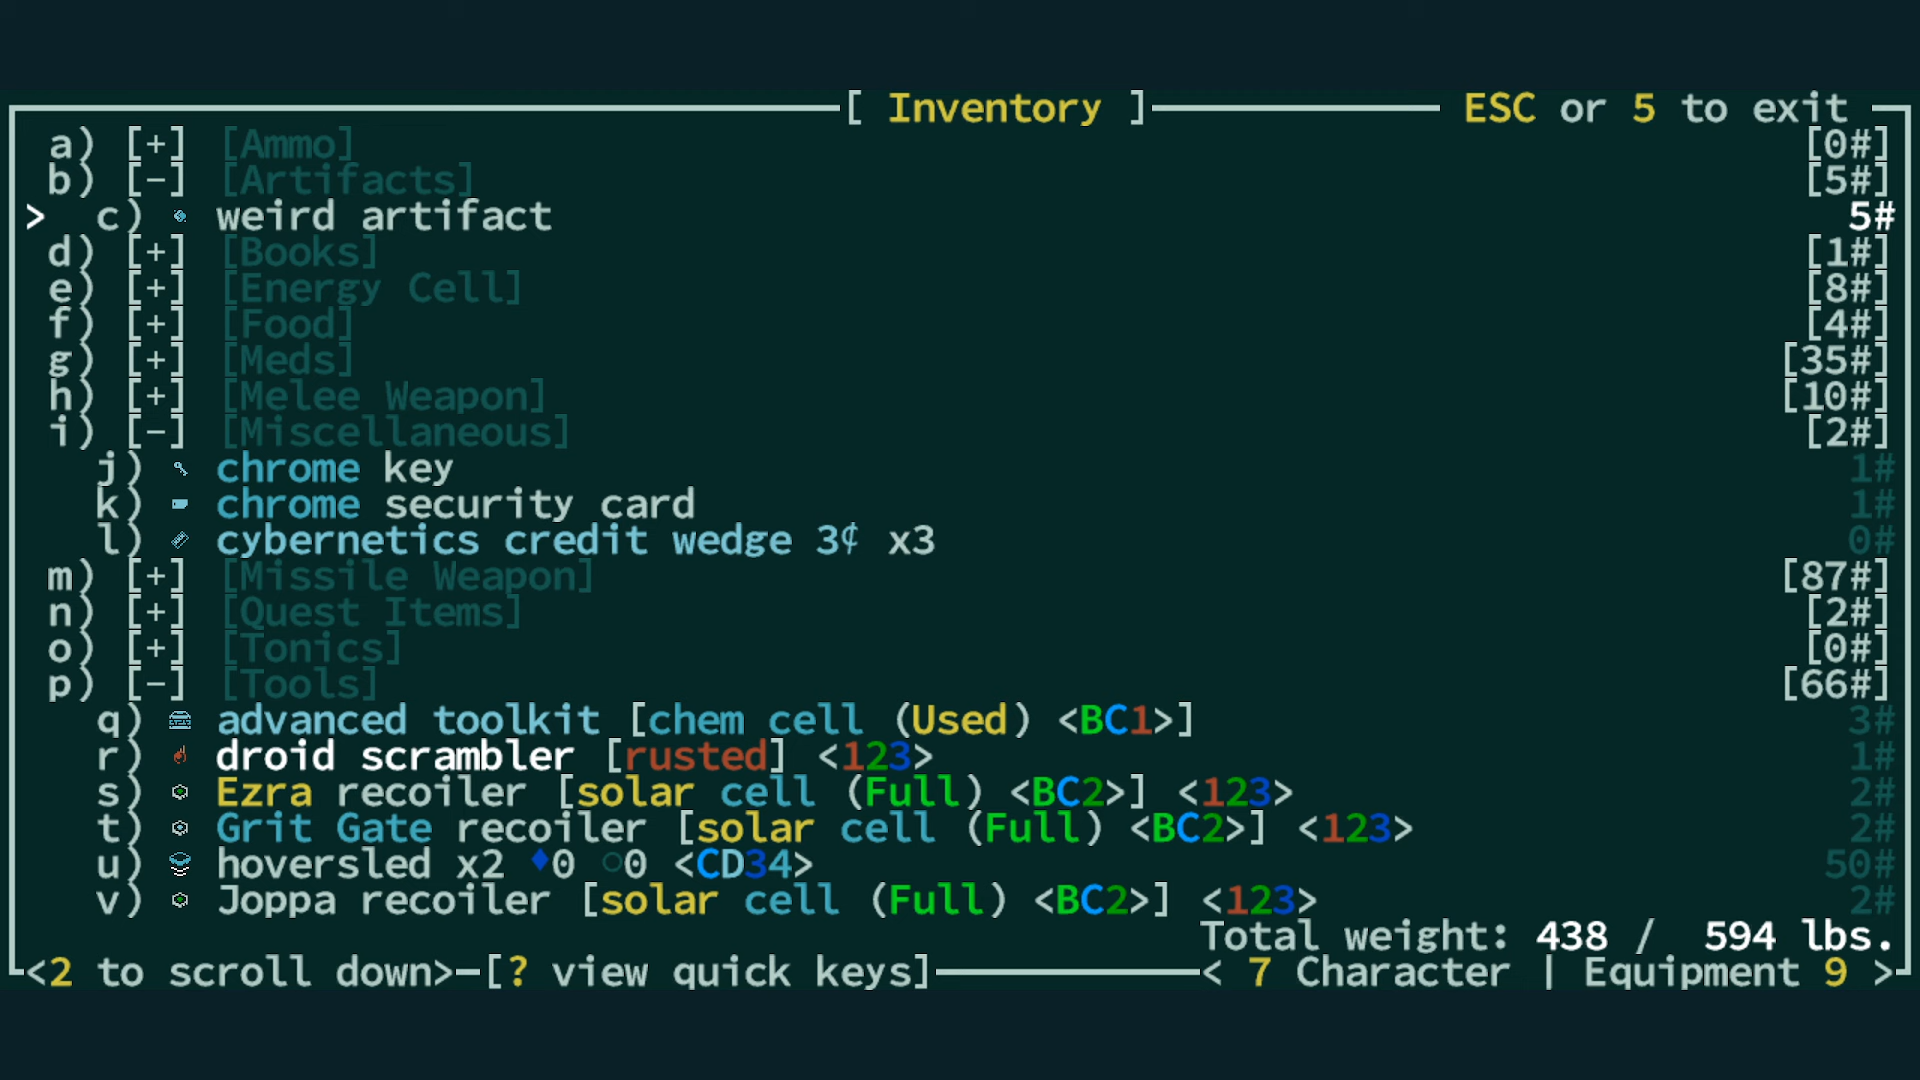 [ Inventory ] ESC or 5 to exit
a) [+] [Ammo] [0#]
b) [-] [Artifacts] [5#]
> c) weird artifact 5#
d) [+] [Books] [1#]
e) [+] [Energy Cell] [8#]
f) [+] [Food] [4#]
g) [+] [Meds] [35#]
h) [+] [Melee Weapon] [10#]
i) [-] [Miscellaneous] [2#]
j) chrome key 1#
k) chrome security card 1#
l) cybernetics credit wedge 3¢ x3 0#
m) [+] [Missile Weapon] [87#]
n) [+] [Quest Items] [2#]
o) [+] [Tonics] [0#]
p) [-] [Tools] [66#]
q) advanced toolkit [chem cell (Used) <BC1>] 3#
r) droid scrambler [rusted] <123> 1#
s) Ezra recoiler [solar cell (Full) <BC2>] <123> 2#
t) Grit Gate recoiler [solar cell (Full) <BC2>] <123> 2#
u) hoversled x2 ♦0 ○0 <CD34> 50#
v) Joppa recoiler [solar cell (Full) <BC2>] <123> 2#
Total weight: 438 / 594 lbs.
<2 to scroll down> [? view quick keys] < 7 Character | Equipment 9 >